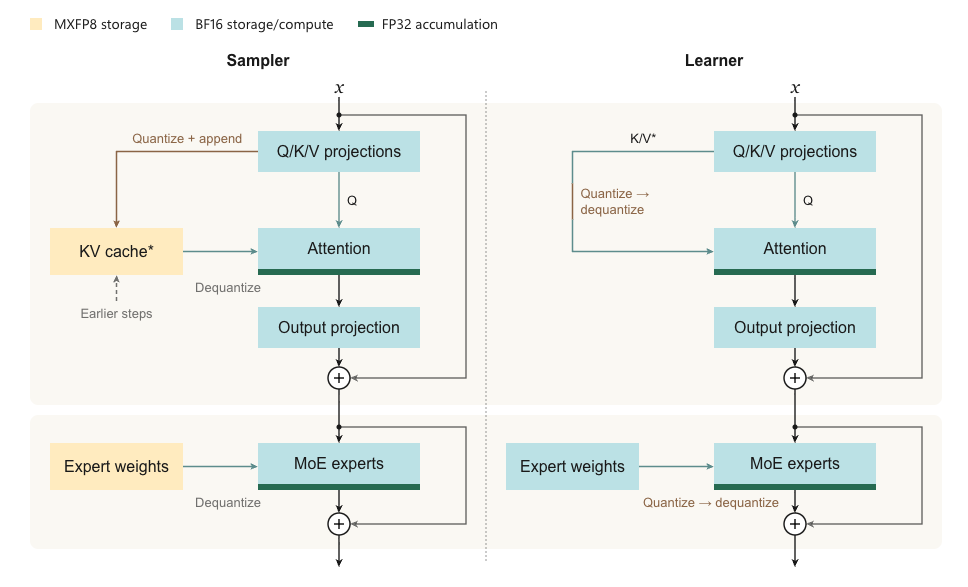 MXFP8 storage
BF16 storage/compute
FP32 accumulation
Sampler
x
Quantize + append
Q/K/V projections
Q
KV cache*
Attention
Dequantize
Earlier steps
Output projection
+
Expert weights
MoE experts
Dequantize
+
Learner
x
K/V*
Q/K/V projections
Quantize →
dequantize
Q
Attention
Output projection
+
Expert weights
MoE experts
Quantize → dequantize
+